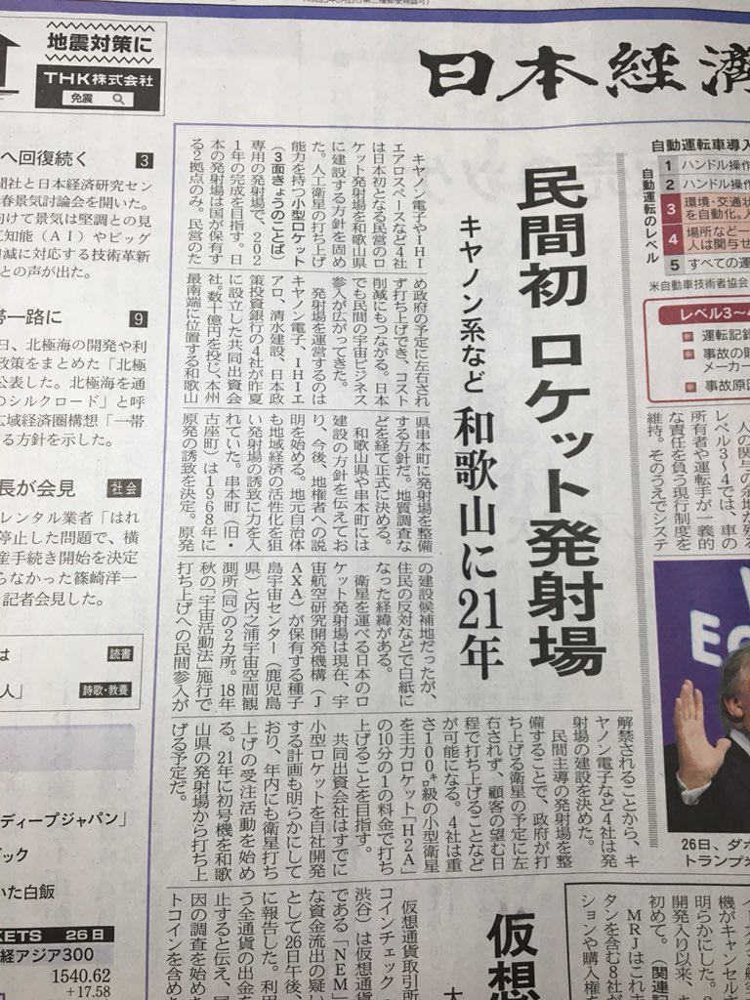 地震対策に
THK株式会社
免震
日本経済
民間初 ロケット発射場
キヤノン系など 和歌山に21年
キヤノン電子やIHI
エアロスペースなど4社
は日本初となる民営のロ
ケット発射場を和歌山県
に建設する方針を固め
た。人工衛星の打ち上げ
能力を持つ小型ロケット
(3面きょうのことば)
専用の発射場で、202
1年の完成を目指す。日
本の発射場は国が保有す
る2拠点のみ。民営のた
め政府の予定に左右され
ず打ち上げでき、コスト
削減にもつながる。日本
でも民間の宇宙ビジネス
参入が広がってきた。
発射場を運営するのは
キヤノン電子、IHIエ
アロ、清水建設、日本政
策投資銀行の4社が昨夏
に設立した共同出資会
社。数十億円を投じ、本州
最南端に位置する和歌山
県串本町に発射場を整備
する方針だ。地質調査な
どを経て正式に決める。
和歌山県や串本町には
建設の方針を伝えてお
り、今後、地権者への説
明を始める。地元自治体
も地域経済の活性化を狙
い発射場の誘致に力を入
れていた。串本町(旧・
古座町)は1968年に
原発の誘致を決定。原発
の建設候補地だったが、
住民の反対などで白紙に
なった経緯がある。
衛星を運べる日本のロ
ケット発射場は現在、宇
宙航空研究開発機構(J
AXA)が保有する種子
島宇宙センター(鹿児島
県)と内之浦宇宙空間観
測所(同)の2カ所。18年
秋の「宇宙活動法」施行で
打ち上げへの民間参入が
解禁されることから、キ
ヤノン電子など4社は発
射場の建設を決めた。
民間主導の発射場を整
備することで、政府が打
ち上げる衛星の予定に左
右されず、顧客の望む日
程で打ち上げることなど
が可能になる。4社は重
さ100㌔級の小型衛星
を主力ロケット「H2A」
の10分の1の料金で打ち
上げることを目指す。
共同出資会社はすでに
小型ロケットを自社開発
する計画も明らかにして
おり、年内にも衛星打ち
上げの受注活動を始め
る。21年に初号機を和歌
山県の発射場から打ち上
げる予定だ。
へ回復続く 3
聞社と日本経済研究セン
春景気討論会を開いた。
向けて景気は堅調との見
工知能(AI)やビッグ
削減に対応する技術革新
との声が出た。
帯一路に 9
日、北極海の開発や利
政策をまとめた「北極
公表した。北極海を通
のシルクロード」と呼
広域経済圏構想「一帯
る方針を示した。
長が会見 社会
レンタル業者「はれ
停止した問題で、横
産手続き開始を決定
らなかった篠崎洋一
記者会見した。
は 読書
人」 詩歌・教養
ディープジャパン」
いた白飯
KETS 26日
経アジア300
1540.62
+17.58
自動運転車導入
自動運転のレベル
1 ハンドル操作
2 ハンドル操作
3 環境・交通状
を自動化。人
4 場所など一
人は関与せ
5 すべての運
米自動車技術者協会
レベル3〜4
運転記録
事故の賠
メーカー
事故原因
人の関与の余地が残る
レベル3〜4では、車の
所有者や運転手が一義的
な責任を負う現行制度を
維持。そのうえでシステ
26日、ダボ
トランプ米
仮想
仮想通貨取引所
コインチェック(
渋谷)は仮想通貨
である「NEM」
な資金流出の疑い
として26日午後、
に報告した。利用
う全通貨の出金を
止すると伝え、
因の調査を始め
トコインを含め
機がキャンセルさ
明らかにした。
開発入り以来、
初めて。(関連記
MRJはこれま
タンを含む8社が
ションや購入権を